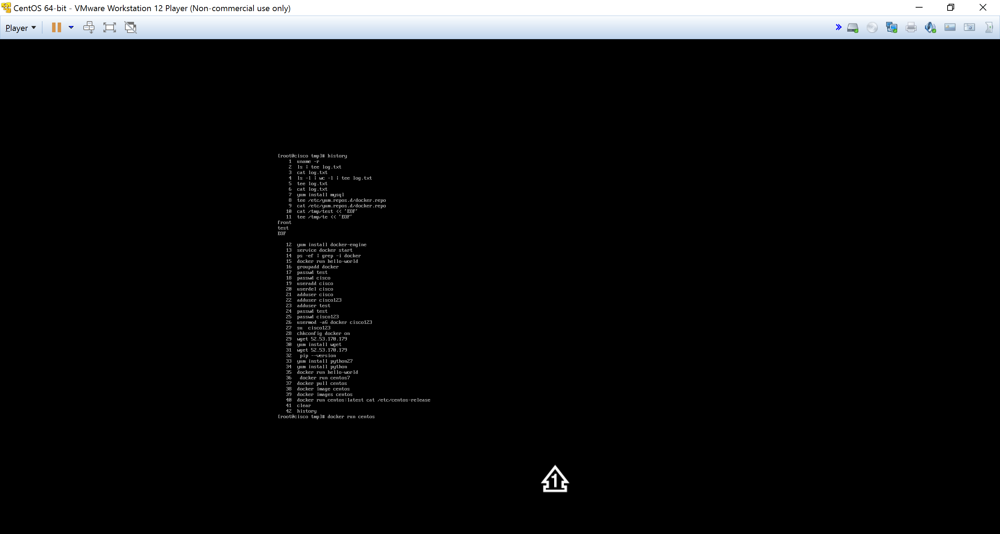 CentOS 64-bit - VMware Workstation 12 Player (Non-commercial use only)
Player
[root@cisco tmp]# history
1 uname -r
2 ls | tee log.txt
3 cat log.txt
4 ls -l | wc -l | tee log.txt
5 tee log.txt
6 cat log.txt
7 yum install mysql
8 tee /etc/yum.repos.d/docker.repo
9 cat /etc/yum.repos.d/docker.repo
10 cat /tmp/test << 'EOF'
11 tee /tmp/te << 'EOF'
front
test
EOF
12 yum install docker-engine
13 service docker start
14 ps -ef | grep -i docker
15 docker run hello-world
16 groupadd docker
17 passwd test
18 passwd cisco
19 useradd cisco
20 userdel cisco
21 adduser cisco
22 adduser cisco123
23 adduser test
24 passwd test
25 passwd cisco123
26 usermod -aG docker cisco123
27 su  cisco123
28 chkconfig docker on
29 wget 52.53.170.179
30 yum install wget
31 wget 52.53.170.179
32  pip --version
33 yum install python27
34 yum install python
35 docker run hello-world
36  docker run centos7
37 docker pull centos
38 docker image centos
39 docker images centos
40 docker run centos:latest cat /etc/centos-release
41 clear
42 history
[root@cisco tmp]# docker run centos
1